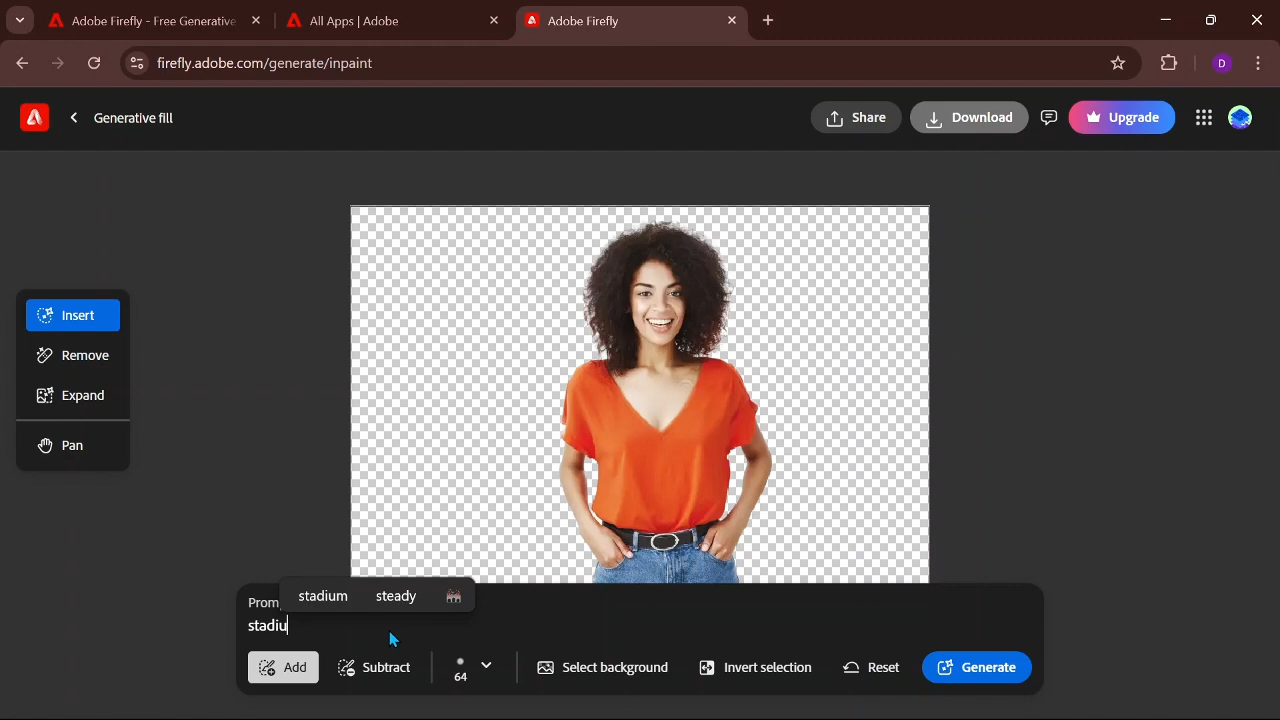 Adobe Firefly - Free Generative
All Apps | Adobe
Adobe Firefly
firefly.adobe.com/generate/inpaint
D
Generative fill
Share
Download
Upgrade
Insert
Remove
Expand
Pan
stadium
steady
Prom
stadiu
Add
Subtract
64
Select background
Invert selection
Reset
Generate